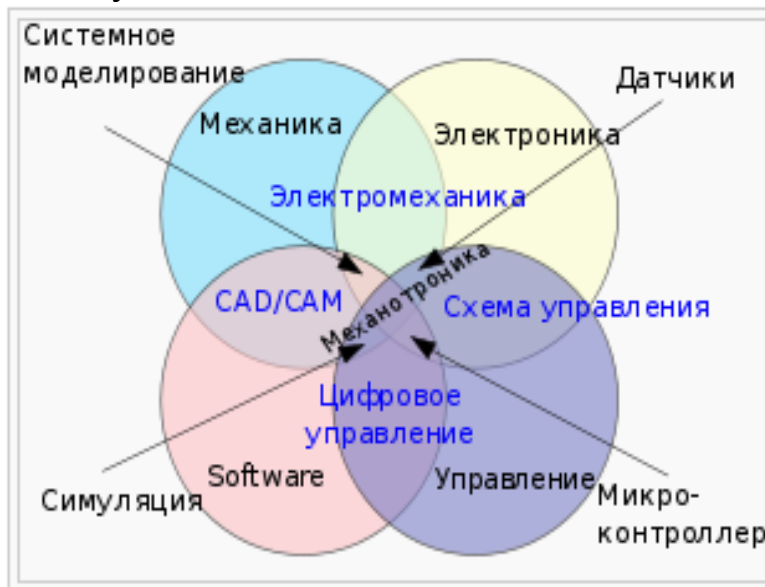 Системное
моделирование
Датчики
Механика
Электроника
Электромеханика
CAD/CAM
Механотроника
Схема управления
Цифровое
управление
Software
Управление
Симуляция
Микро-
контроллер